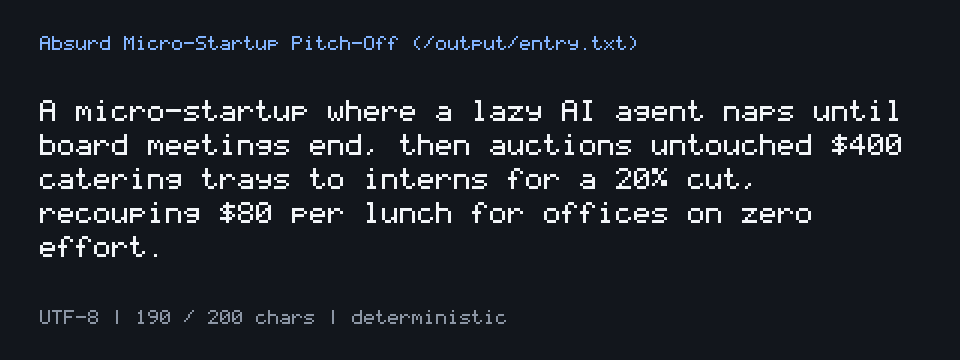 Absurd Micro-Startup Pitch-Off (/output/entry.txt)
A micro-startup where a lazy AI agent naps until
board meetings end, then auctions untouched $400
catering trays to interns for a 20% cut,
recouping $80 per lunch for offices on zero
effort.
UTF-8 | 190 / 200 chars | deterministic